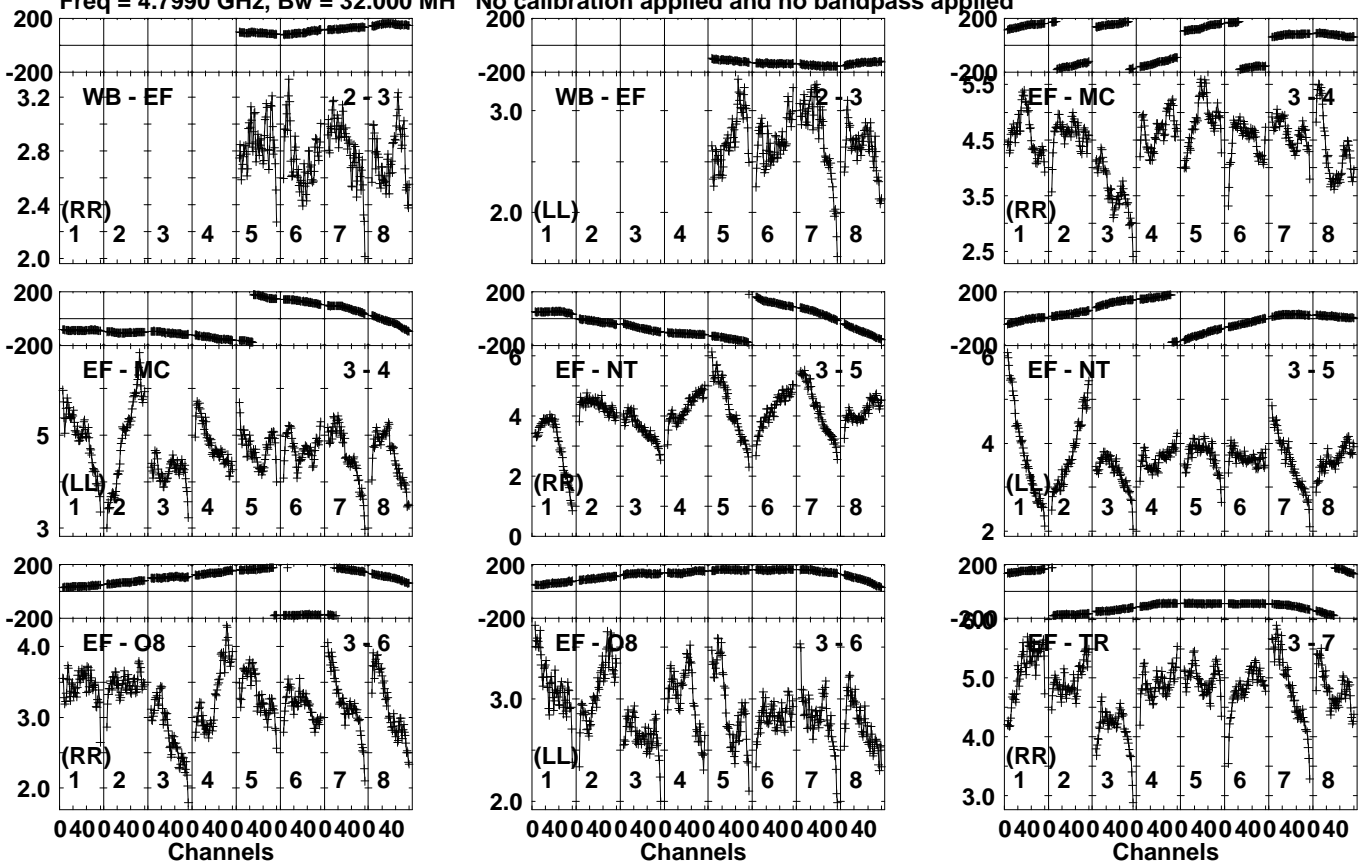 Freq = 4.7990 GHz, Bw = 32.000 MH No calibration applied and no bandpass applied
200
-200
3.2
2.8
2.4
2.0
WB - EF 2 - 3
(RR)
1 2 3 4 5 6 7 8
200
-200
3.0
2.0
WB - EF 2 - 3
(LL)
1 2 3 4 5 6 7 8
200
-200
5.5
4.5
3.5
2.5
EF - MC 3 - 4
(RR)
1 2 3 4 5 6 7 8
200
-200
5
3
EF - MC 3 - 4
(LL)
1 2 3 4 5 6 7 8
200
-200
6
4
2
0
EF - NT 3 - 5
(RR)
1 2 3 4 5 6 7 8
200
-200
6
4
2
EF - NT 3 - 5
(LL)
1 2 3 4 5 6 7 8
200
-200
4.0
3.0
2.0
EF - O8 3 - 6
(RR)
1 2 3 4 5 6 7 8
0 40 0 40 0 40 0 40 0 40 0 40 0 40 0 40
Channels
200
-200
3.0
2.0
EF - O8 3 - 6
(LL)
1 2 3 4 5 6 7 8
0 40 0 40 0 40 0 40 0 40 0 40 0 40 0 40
Channels
200
-200
6.0
5.0
4.0
3.0
EF - TR 3 - 7
(RR)
1 2 3 4 5 6 7 8
0 40 0 40 0 40 0 40 0 40 0 40 0 40 0 40
Channels